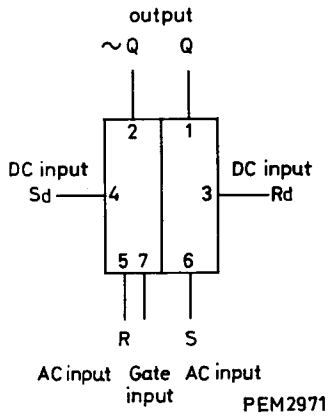 output
~Q Q
2 1
DC input DC input
Sd 4 3 Rd
5 7 6
R S
AC input Gate AC input
input
PEM2971